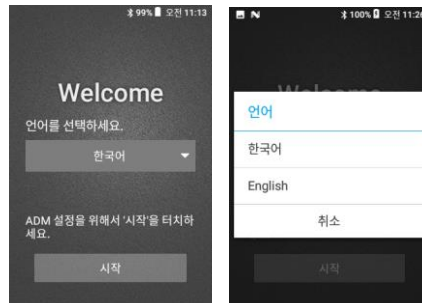 99% 오전 11:13
Welcome
언어를 선택하세요.
한국어
ADM 설정을 위해서 '시작'을 터치하
세요.
시작
N 100% 오전 11:26
Welcome
언어
한국어
English
취소
시작